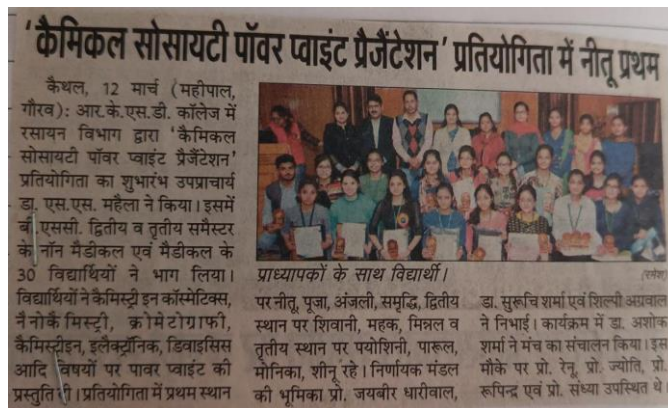 'कैमिकल सोसायटी पॉवर प्वाइंट प्रैजैंटेशन' प्रतियोगिता में नीतू प्रथम
कैथल, 12 मार्च (महीपाल,
गौरव): आर.के.एस.डी. कॉलेज में
रसायन विभाग द्वारा 'कैमिकल
सोसायटी पॉवर प्वाइंट प्रैजैंटेशन'
प्रतियोगिता का शुभारंभ उपप्राचार्य
डा. एस.एस. महैला ने किया। इसमें
बी.एससी. द्वितीय व तृतीय समैस्टर
के नॉन मैडीकल एवं मैडीकल के
30 विद्यार्थियों ने भाग लिया।
विद्यार्थियों ने कैमिस्ट्री इन कॉस्मेटिक्स,
नैनोकैमिस्ट्री, क्रोमेटोग्राफी,
कैमिस्ट्रीइन, इलैक्ट्रॉनिक, डिवाइसिस
आदि विषयों पर पावर प्वाइंट की
प्रस्तुति दी। प्रतियोगिता में प्रथम स्थान
प्राध्यापकों के साथ विद्यार्थी।
(रमेश)
पर नीतू, पूजा, अंजली, समृद्धि, द्वितीय
स्थान पर शिवानी, महक, मिन्नल व
तृतीय स्थान पर पयोशिनी, पारूल,
मोनिका, शीनू रहे। निर्णायक मंडल
की भूमिका प्रो. जयबीर धारीवाल,
डा. सुरूचि शर्मा एवं शिल्पी अग्रवाल
ने निभाई। कार्यक्रम में डा. अशोक
शर्मा ने मंच का संचालन किया। इस
मौके पर प्रो. रेनू, प्रो. ज्योति, प्रो.
रूपिन्द्र एवं प्रो. संध्या उपस्थित थे।